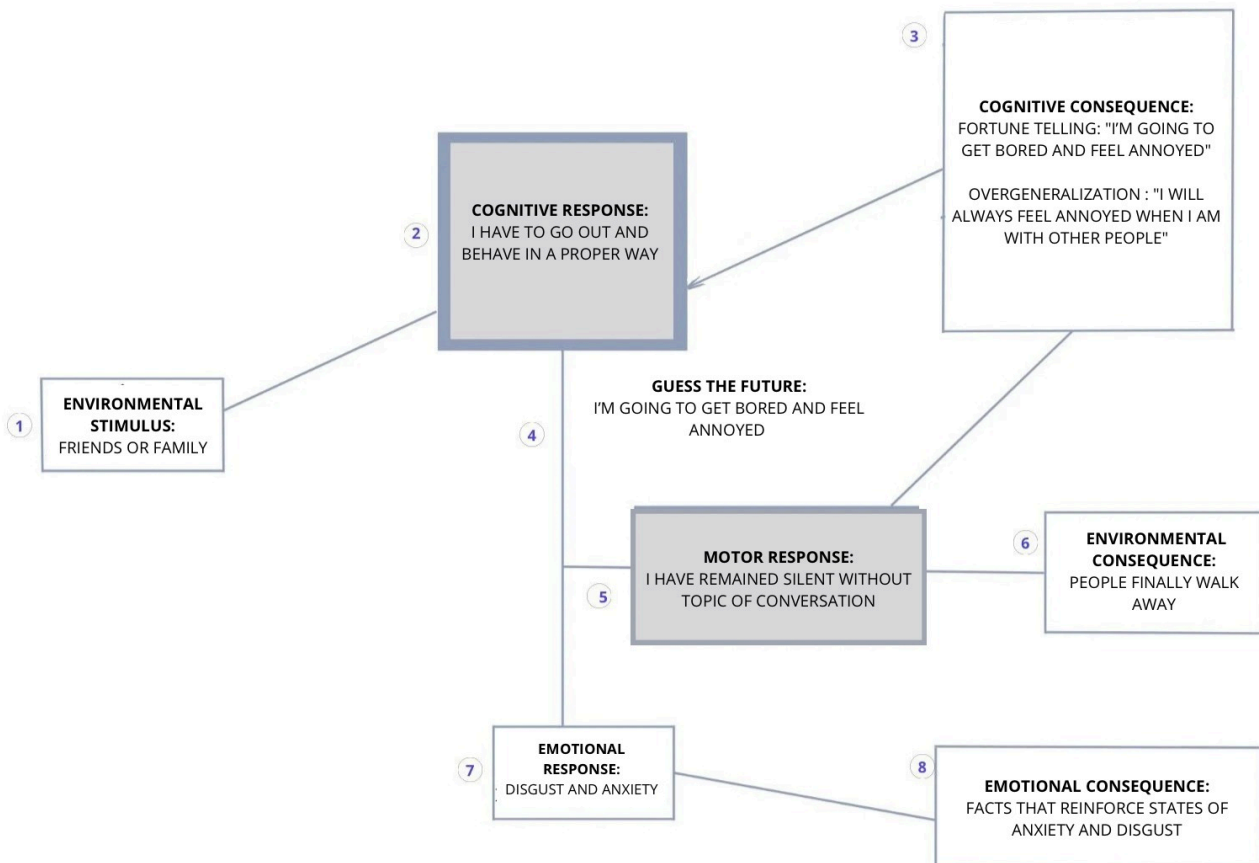 3
COGNITIVE CONSEQUENCE:
FORTUNE TELLING: "I'M GOING TO
GET BORED AND FEEL ANNOYED"
OVERGENERALIZATION : "I WILL
ALWAYS FEEL ANNOYED WHEN I AM
WITH OTHER PEOPLE"
2
COGNITIVE RESPONSE:
I HAVE TO GO OUT AND
BEHAVE IN A PROPER WAY
1
ENVIRONMENTAL
STIMULUS:
FRIENDS OR FAMILY
4
GUESS THE FUTURE:
I'M GOING TO GET BORED AND FEEL
ANNOYED
5
MOTOR RESPONSE:
I HAVE REMAINED SILENT WITHOUT
TOPIC OF CONVERSATION
6
ENVIRONMENTAL
CONSEQUENCE:
PEOPLE FINALLY WALK
AWAY
7
EMOTIONAL
RESPONSE:
DISGUST AND ANXIETY
8
EMOTIONAL CONSEQUENCE:
FACTS THAT REINFORCE STATES OF
ANXIETY AND DISGUST